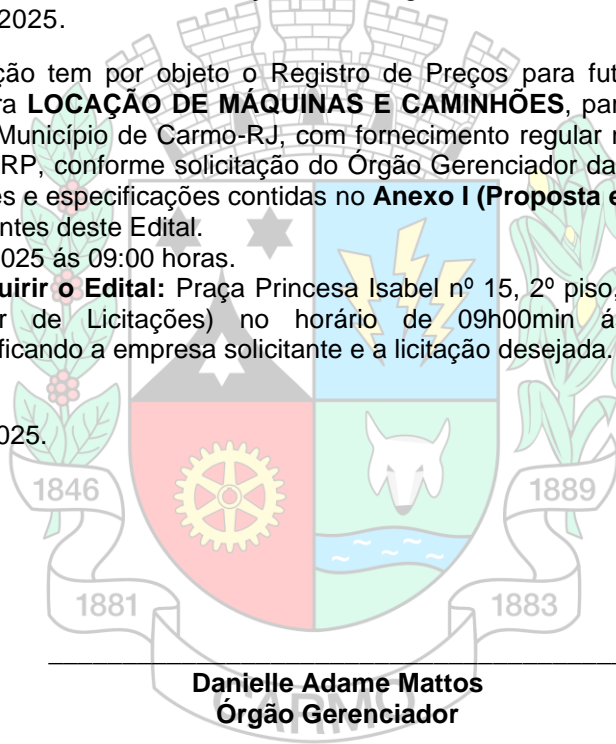 2025.
ção tem por objeto o Registro de Preços para fut
ra LOCAÇÃO DE MÁQUINAS E CAMINHÕES, par
Município de Carmo-RJ, com fornecimento regular
RP, conforme solicitação do Órgão Gerenciador da
es e especificações contidas no Anexo I (Proposta e
ntes deste Edital.
025 ás 09:00 horas.
uirir o Edital: Praça Princesa Isabel nº 15, 2º piso
r de Licitações) no horário de 09h00min á
ficando a empresa solicitante e a licitação desejada.
025.
1846 1889
1881 1883
Danielle Adame Mattos
Órgão Gerenciador
CARMO